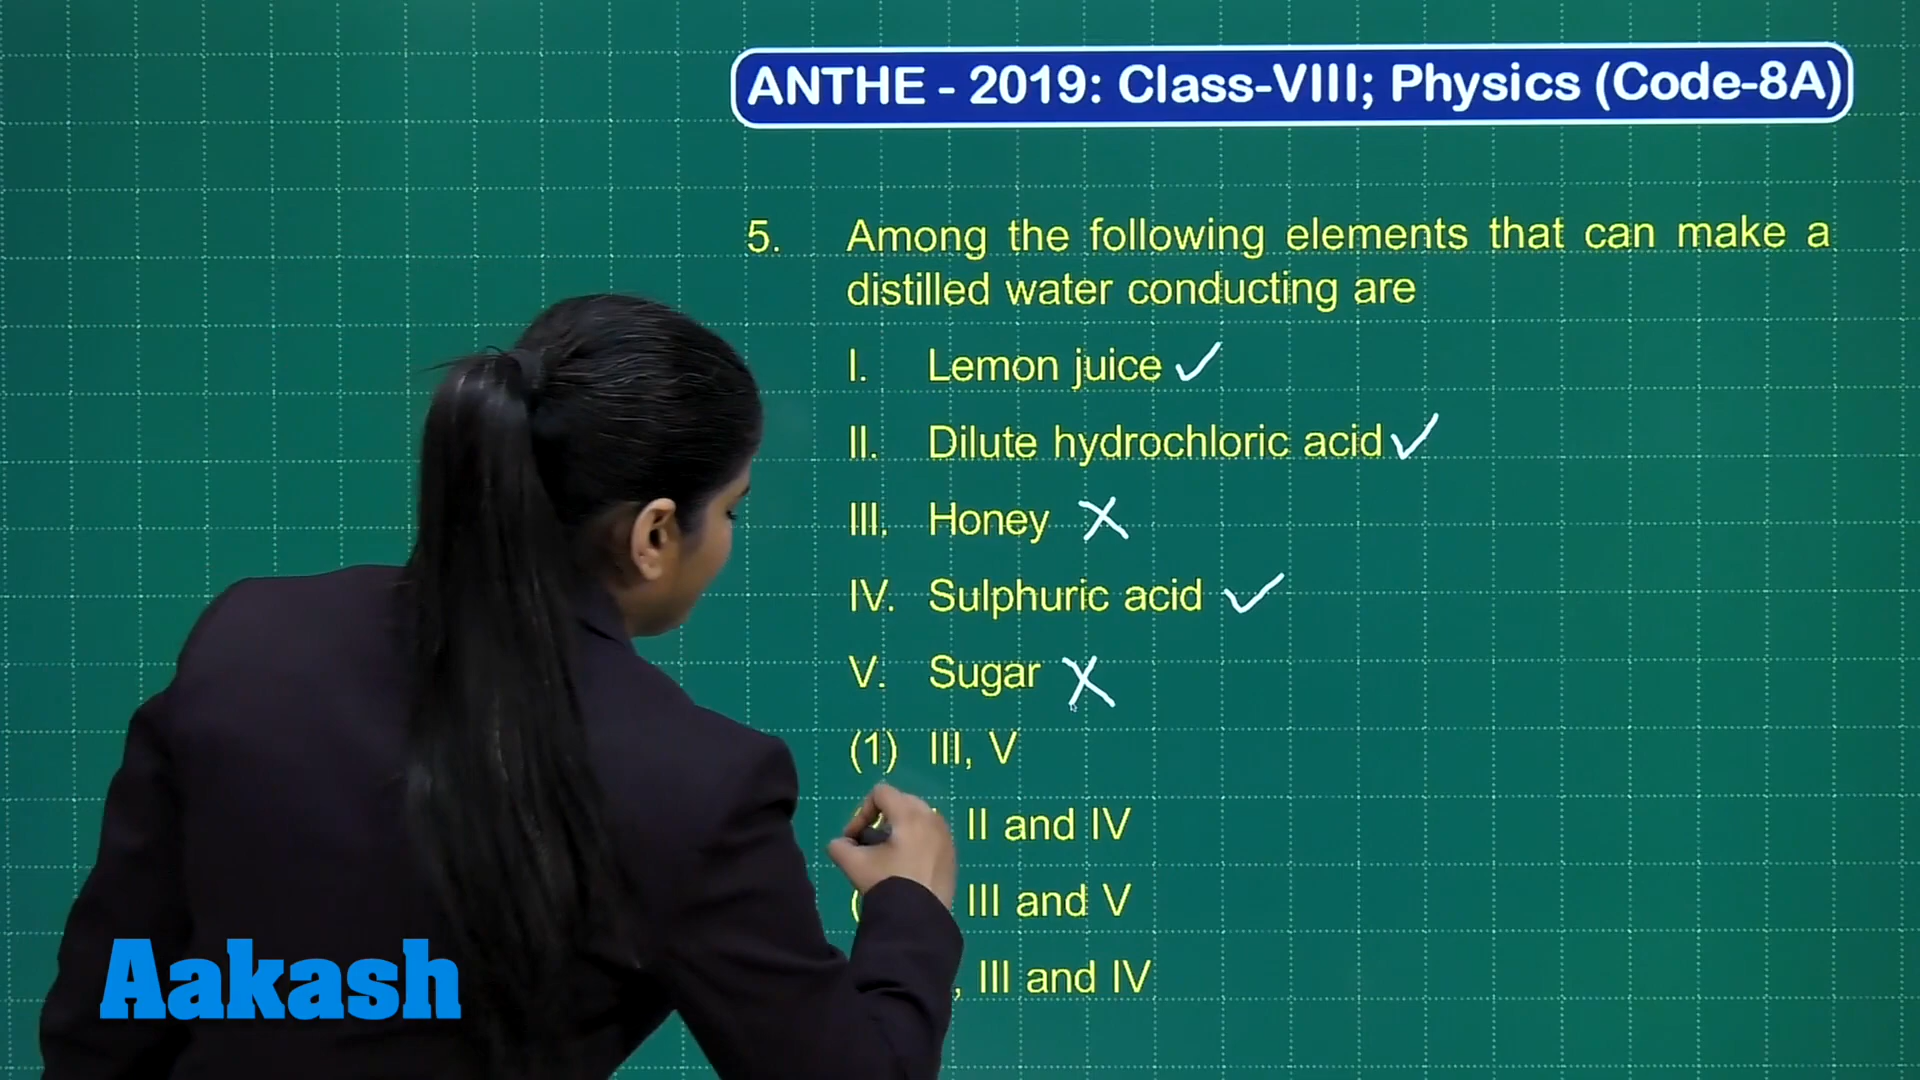 ANTHE - 2019: Class-VIII; Physics (Code-8A)
5. Among the following elements that can make a
distilled water conducting are
I. Lemon juice ✓
II. Dilute hydrochloric acid ✓
III. Honey X
IV. Sulphuric acid ✓
V. Sugar X
(1) III, V
II and IV
III and V
, III and IV
Aakash